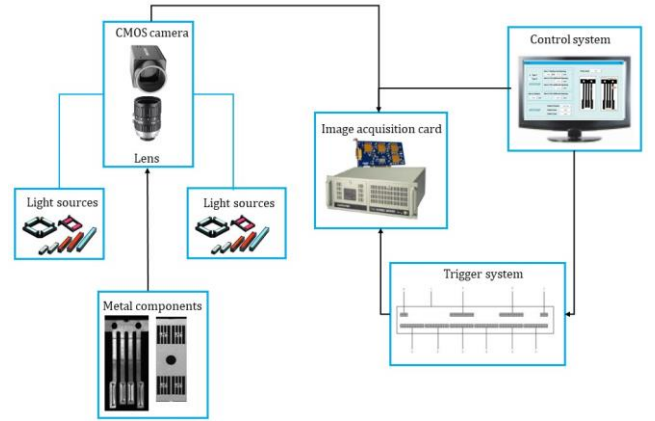 CMOS camera
Control system
Image acquisition card
Lens
Light sources
Light sources
Trigger system
Metal components